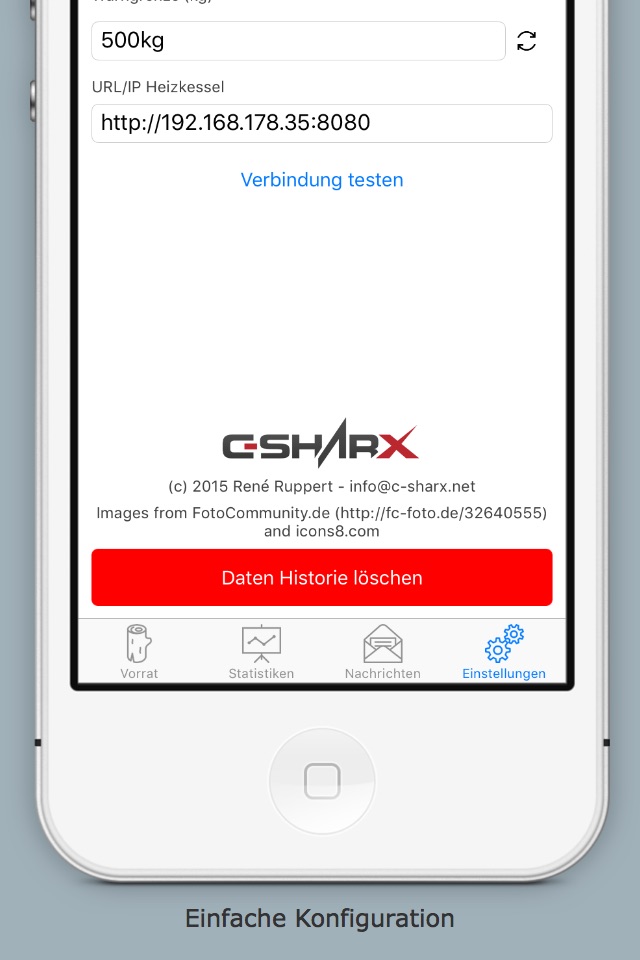 500kg
URL/IP Heizkessel
http://192.168.178.35:8080
Verbindung testen
C-SHARX
(c) 2015 René Ruppert - info@c-sharx.net
Images from FotoCommunity.de (http://fc-foto.de/32640555)
and icons8.com
Daten Historie löschen
Vorrat
Statistiken
Nachrichten
Einstellungen
Einfache Konfiguration